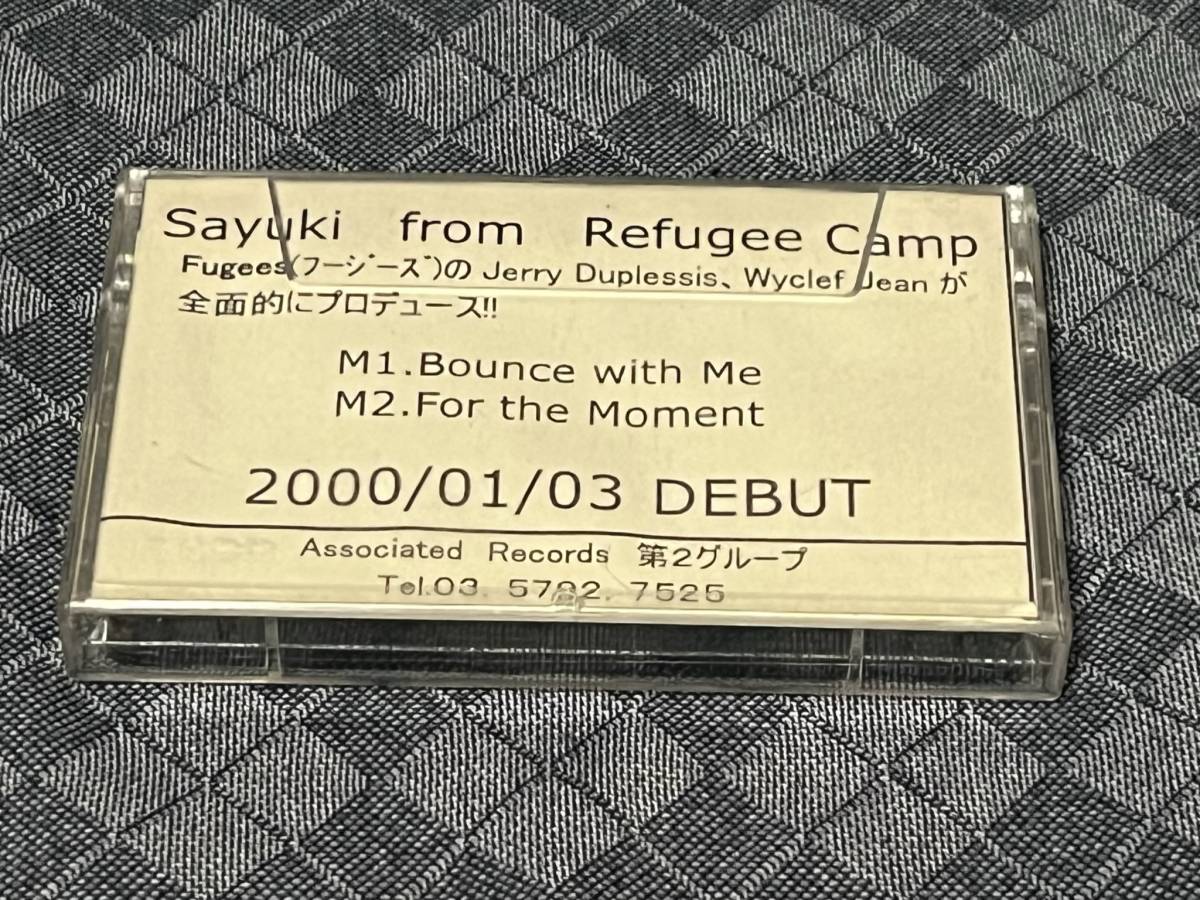 Sayuki from Refugee Camp
Fugees(フージーズ)の Jerry Duplessis、Wyclef Jean が
全面的にプロデュース!!
M1.Bounce with Me
M2.For the Moment
2000/01/03 DEBUT
Associated Records 第2グループ
Tel.03. 5792. 7525